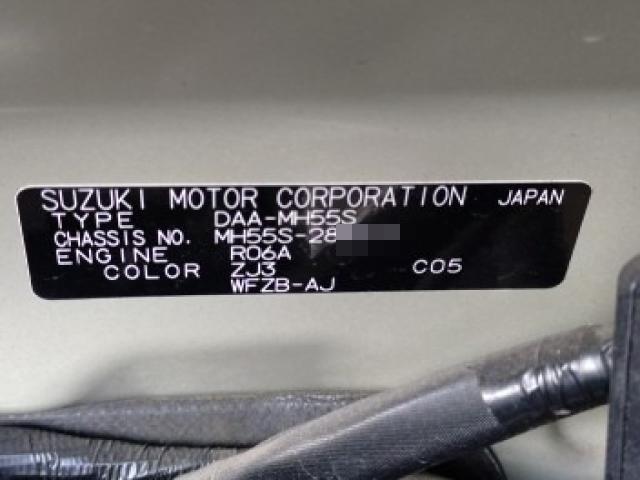 SUZUKI MOTOR CORPORATION JAPAN
TYPE DAA-MH55S
CHASSIS NO. MH55S-28
ENGINE R06A
COLOR ZJ3 C05
WFZB-AJ